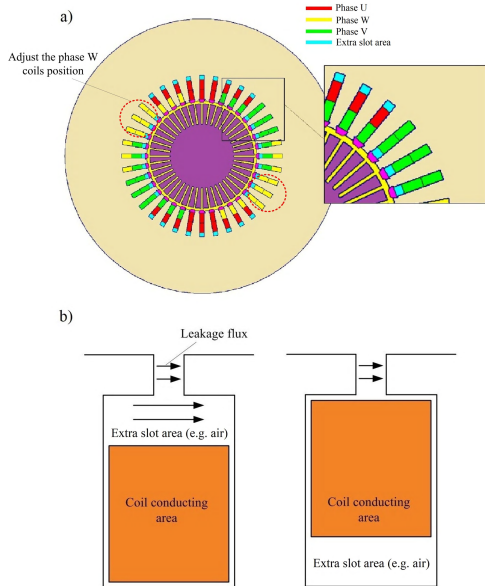 a)
Phase U
Phase W
Phase V
Extra slot area
Adjust the phase W
coils position
b)
Leakage flux
Extra slot area (e.g. air)
Coil conducting
area
Coil conducting
area
Extra slot area (e.g. air)